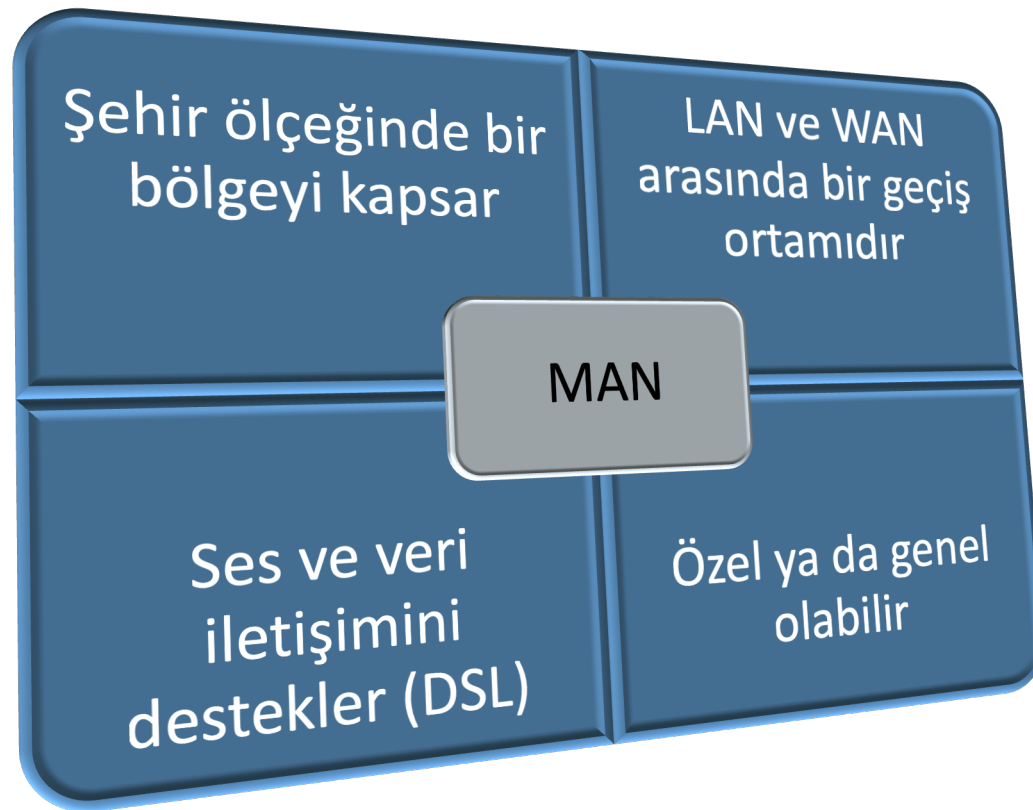 Şehir ölçeğinde bir
bölgeyi kapsar
LAN ve WAN
arasında bir geçiş
ortamıdır
MAN
Ses ve veri
iletişimini
destekler (DSL)
Özel ya da genel
olabilir